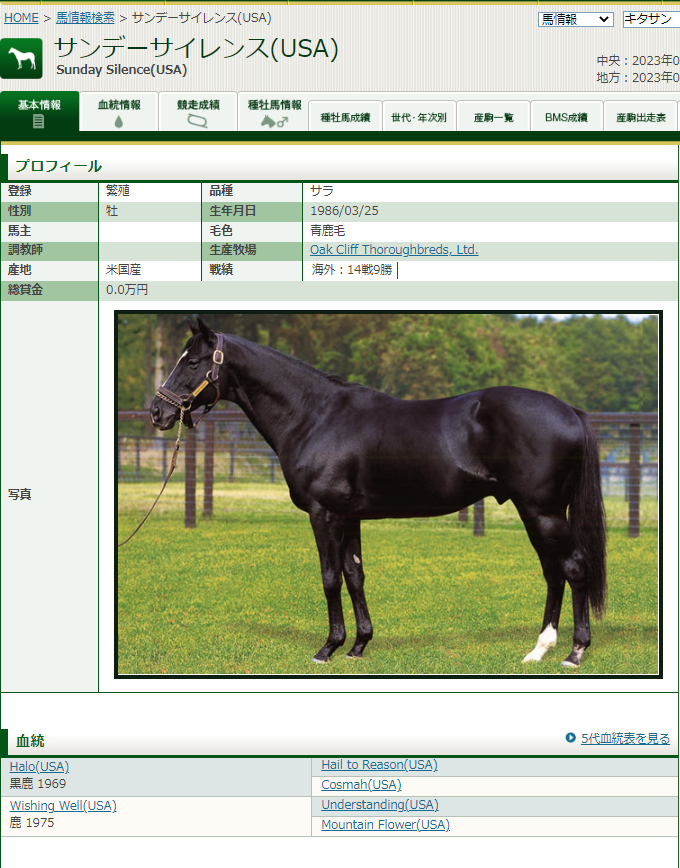 HOME > 馬情報検索 > サンデーサイレンス(USA)
馬情報
キタサン
サンデーサイレンス(USA)
Sunday Silence(USA)
中央：2023年0
地方：2023年0
基本情報
血統情報
競走成績
種牡馬情報
種牡馬成績
世代・年次別
産駒一覧
BMS成績
産駒出走表
プロフィール
登録 繁殖 品種 サラ
性別 牡 生年月日 1986/03/25
馬主 毛色 青鹿毛
調教師 生産牧場 Oak Cliff Thoroughbreds, Ltd.
産地 米国産 戦績 海外：14戦9勝
総賞金 0.0万円
写真
血統
5代血統表を見る
Halo(USA)
黒鹿 1969
Hail to Reason(USA)
Cosmah(USA)
Wishing Well(USA)
鹿 1975
Understanding(USA)
Mountain Flower(USA)